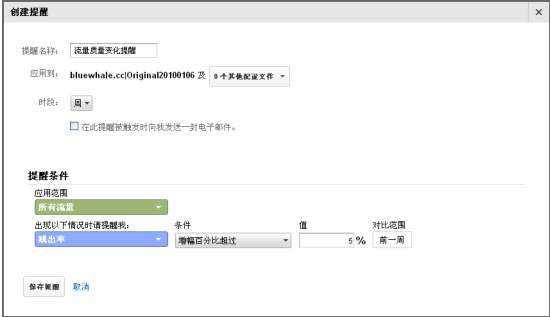 创建提醒
提醒名称: 流量质量变化提醒
应用到: bluewhale.cc|Original20100106 及 0 个其他配置文件
时段: 周
在此提醒被触发时向我发送一封电子邮件。
提醒条件
应用范围
所有流量
出现以下情况时请提醒我: 条件 值 对比范围
跳出率 增幅百分比超过 5 % 前一周
保存提醒 取消